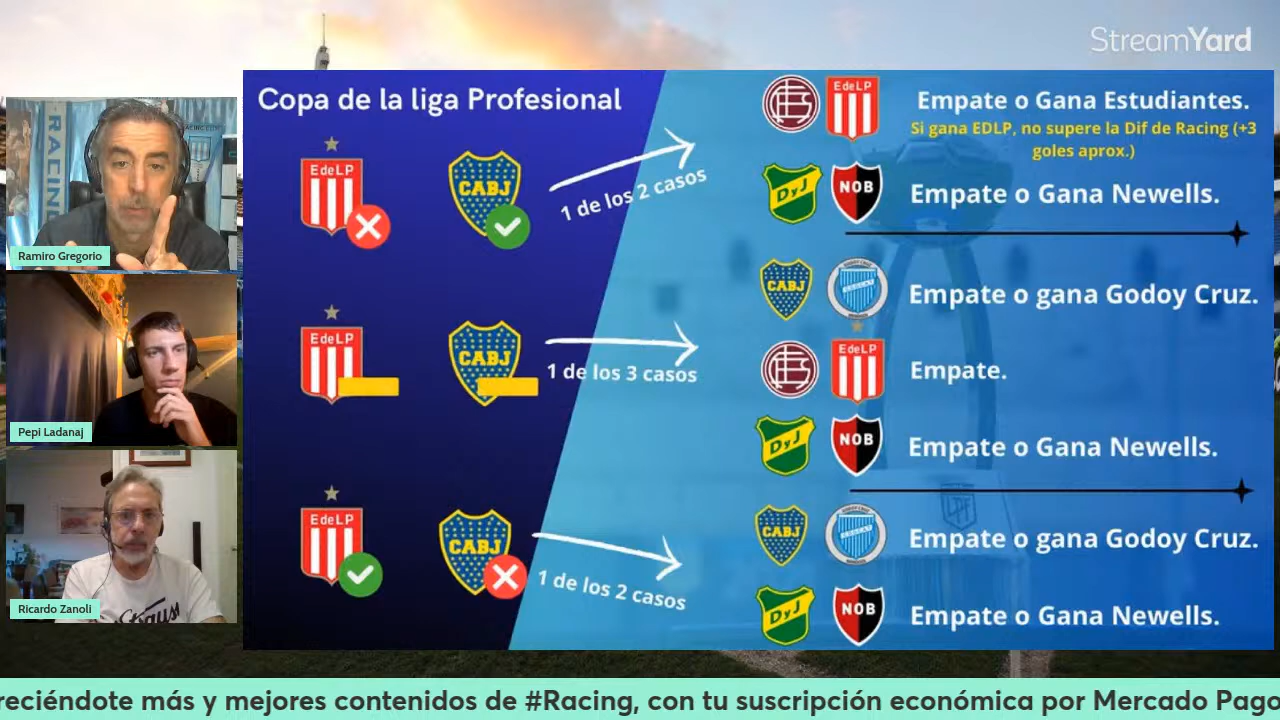 StreamYard
Copa de la liga Profesional
EdeLP
CABJ
1 de los 2 casos
EdeLP
Empate o Gana Estudiantes.
Si gana EDLP, no supere la Dif de Racing (+3
goles aprox.)
DyJ
NOB
Empate o Gana Newells.
CABJ
Empate o gana Godoy Cruz.
EdeLP
CABJ
1 de los 3 casos
EdeLP
Empate.
DyJ
NOB
Empate o Gana Newells.
EdeLP
CABJ
1 de los 2 casos
CABJ
Empate o gana Godoy Cruz.
DyJ
NOB
Empate o Gana Newells.
RACING
Ramiro Gregorio
Pepi Ladanaj
Ricardo Zanoli
reciéndote más y mejores contenidos de #Racing, con tu suscripción económica por Mercado Pago